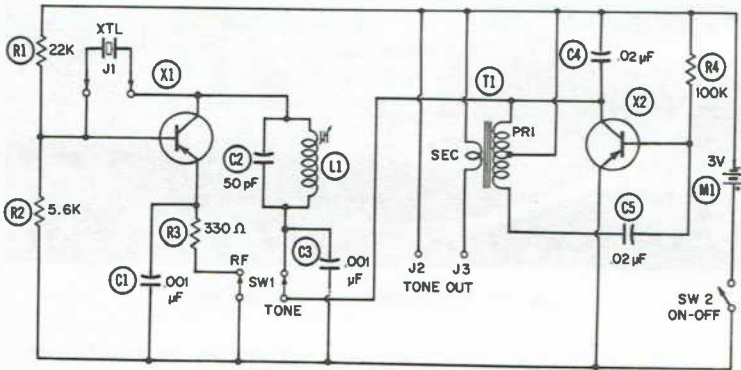 R1
22K
XTL
J1
X1
R2
5.6K
C1
.001
µF
R3
330 Ω
C2
50 pF
L1
RF
SW1
TONE
C3
.001
µF
J2
J3
TONE OUT
SEC
T1
PRI
C4
.02 µF
X2
R4
100K
C5
.02 µF
3V
M1
SW 2
ON-OFF